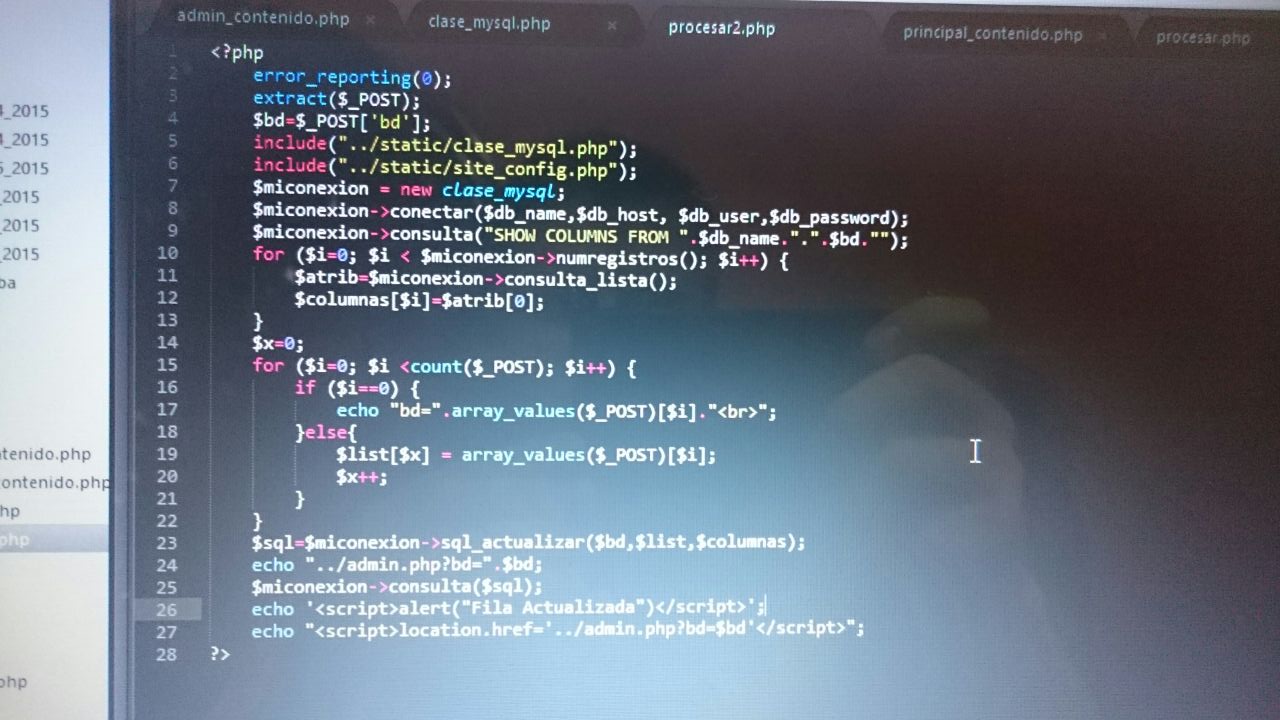 admin_contenido.php
clase_mysql.php
procesar2.php
principal_contenido.php
procesar.php
4_2015
4_2015
5_2015
_2015
_2015
_2015
ba
ntenido.php
contenido.php
hp
php
php
1 <?php
2 error_reporting(0);
3 extract($_POST);
4 $bd=$_POST['bd'];
5 include("../static/clase_mysql.php");
6 include("../static/site_config.php");
7 $miconexion = new clase_mysql;
8 $miconexion->conectar($db_name,$db_host, $db_user,$db_password);
9 $miconexion->consulta("SHOW COLUMNS FROM ".$db_name.".".$bd."");
10 for ($i=0; $i < $miconexion->numregistros(); $i++) {
11 $atrib=$miconexion->consulta_lista();
12 $columnas[$i]=$atrib[0];
13 }
14 $x=0;
15 for ($i=0; $i <count($_POST); $i++) {
16 if ($i==0) {
17 echo "bd=".array_values($_POST)[$i]."<br>";
18 }else{
19 $list[$x] = array_values($_POST)[$i];
20 $x++;
21 }
22 }
23 $sql=$miconexion->sql_actualizar($bd,$list,$columnas);
24 echo "../admin.php?bd=".$bd;
25 $miconexion->consulta($sql);
26 echo '<script>alert("Fila Actualizada")</script>';
27 echo "<script>location.href='../admin.php?bd=$bd'</script>";
28 ?>